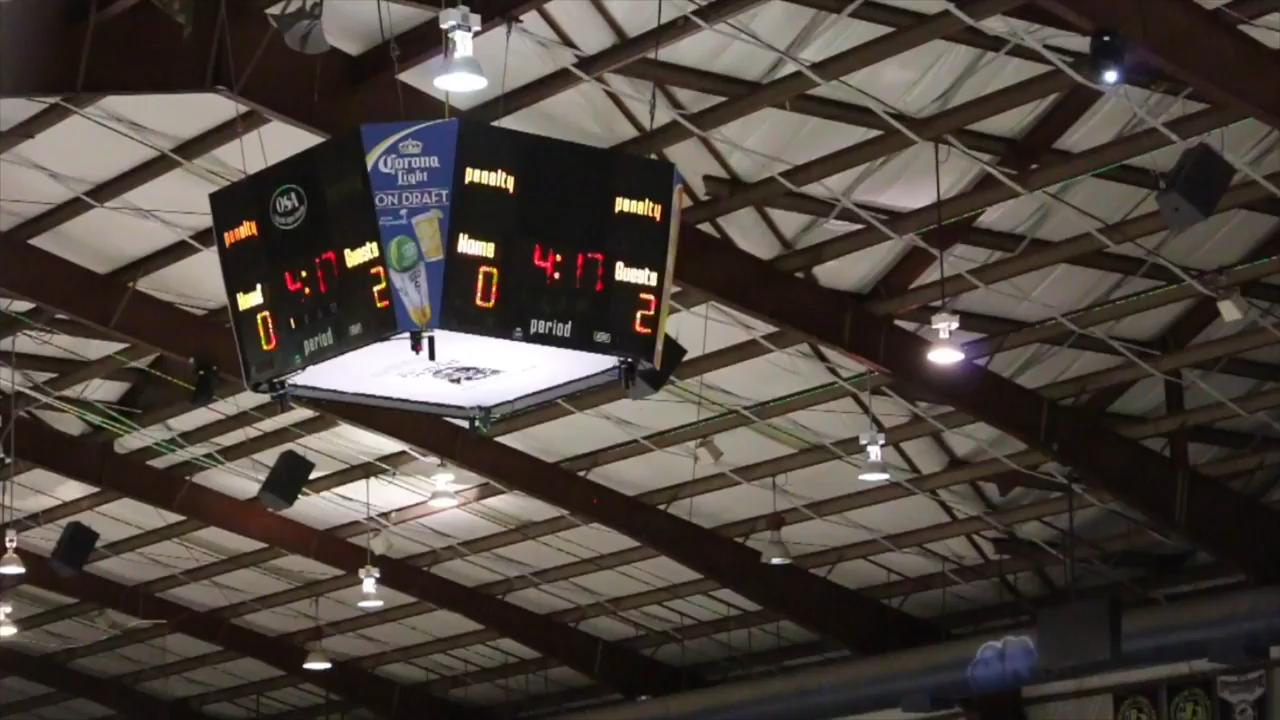 OSA
penalty
Guests
4:17
2
Home
0
period
Corona
Light
ON DRAFT
penalty
penalty
Home
4:17
Guests
0
2
period